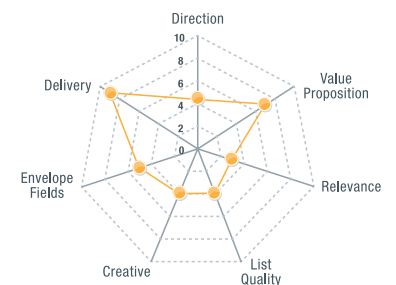 Direction
10
8
6
4
2
0
Delivery
Value
Proposition
Envelope
Fields
Relevance
Creative
List
Quality